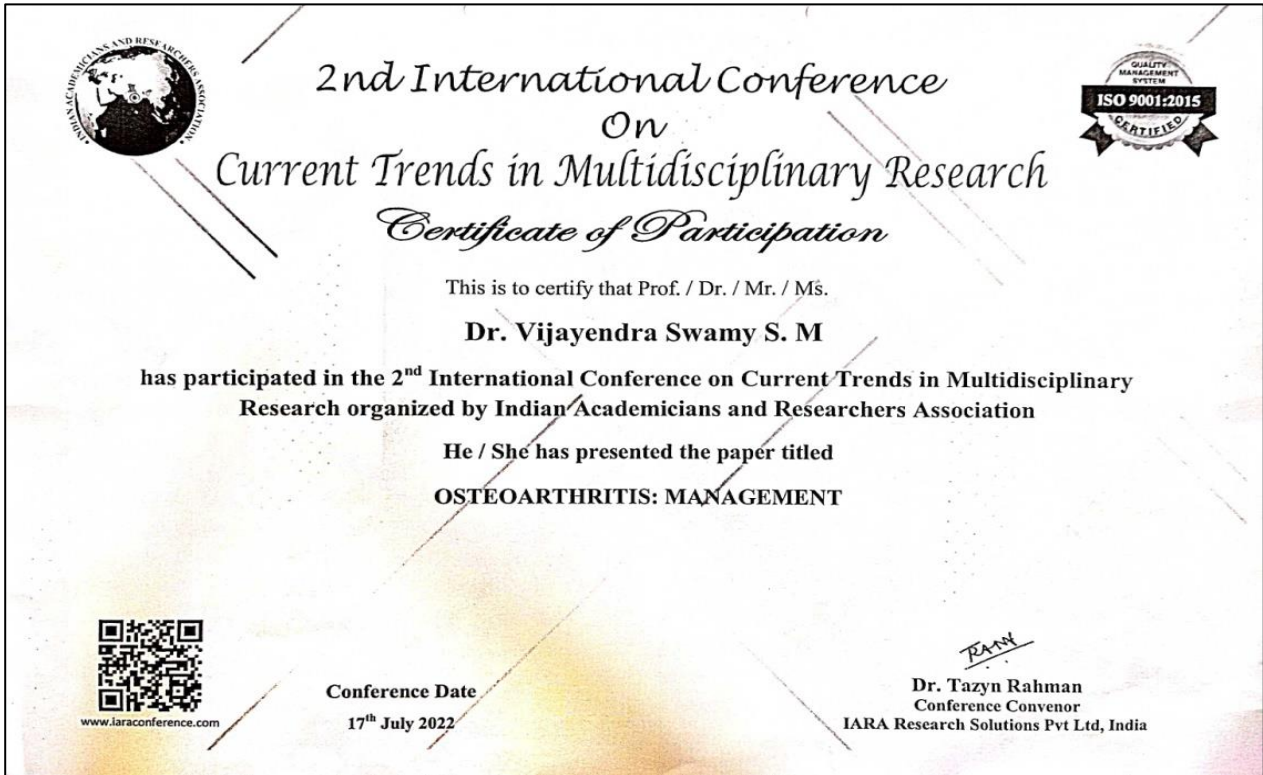 INDIAN ACADEMICIANS AND RESEARCHERS ASSOCIATION
QUALITY
MANAGEMENT
SYSTEM
ISO 9001:2015
CERTIFIED
2nd International Conference
On
Current Trends in Multidisciplinary Research
Certificate of Participation
This is to certify that Prof. / Dr. / Mr. / Ms.
Dr. Vijayendra Swamy S. M
has participated in the 2nd International Conference on Current Trends in Multidisciplinary
Research organized by Indian Academicians and Researchers Association
He / She has presented the paper titled
OSTEOARTHRITIS: MANAGEMENT
www.iaraconference.com
Conference Date
17th July 2022
Dr. Tazyn Rahman
Conference Convenor
IARA Research Solutions Pvt Ltd, India